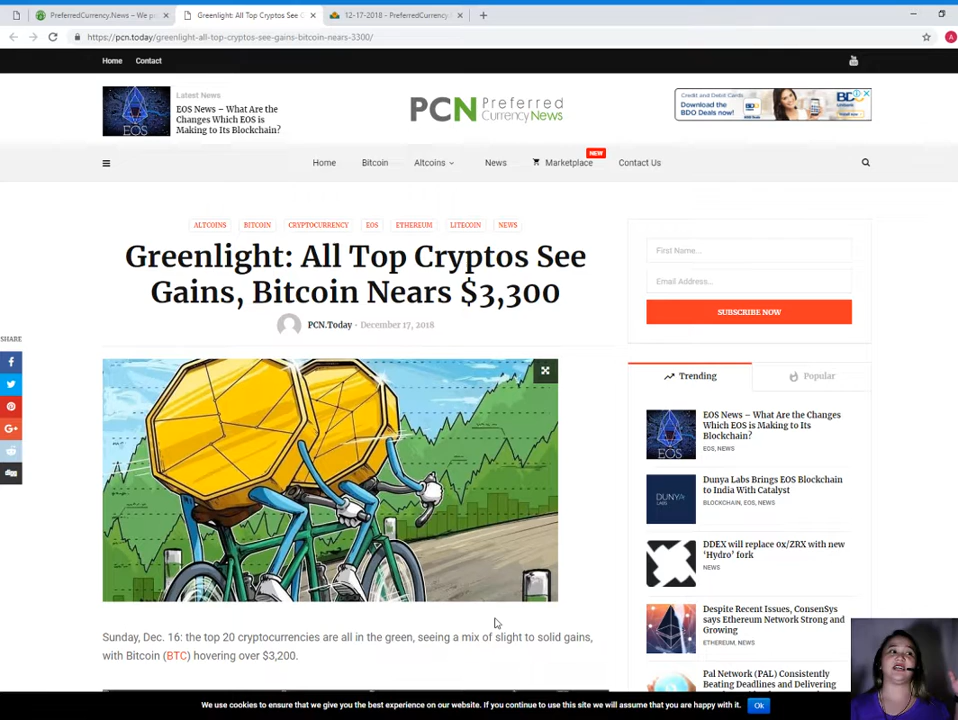 PreferredCurrency.News – We pr
Greenlight: All Top Cryptos See G
12-17-2018 - PreferredCurrency.
https://pcn.today/greenlight-all-top-cryptos-see-gains-bitcoin-nears-3300/
Home
Contact
Latest News
EOS News – What Are the
Changes Which EOS is
Making to Its Blockchain?
EOS
PCN Preferred
Currency News
Credit and Debit Cards
Download the
BDO Deals now!
BDO
Home
Bitcoin
Altcoins
News
Marketplace
NEW
Contact Us
ALTCOINS
BITCOIN
CRYPTOCURRENCY
EOS
ETHEREUM
LITECOIN
NEWS
Greenlight: All Top Cryptos See
Gains, Bitcoin Nears $3,300
PCN.Today - December 17, 2018
SHARE
First Name...
Email Address...
SUBSCRIBE NOW
Trending
Popular
EOS News – What Are the Changes
Which EOS is Making to Its
Blockchain?
EOS, NEWS
Dunya Labs Brings EOS Blockchain
to India With Catalyst
BLOCKCHAIN, EOS, NEWS
DUNYA
DDEX will replace 0x/ZRX with new
'Hydro' fork
NEWS
Despite Recent Issues, ConsenSys
says Ethereum Network Strong and
Growing
ETHEREUM, NEWS
Pal Network (PAL) Consistently
Beating Deadlines and Delivering
Sunday, Dec. 16: the top 20 cryptocurrencies are all in the green, seeing a mix of slight to solid gains,
with Bitcoin (BTC) hovering over $3,200.
We use cookies to ensure that we give you the best experience on our website. If you continue to use this site we will assume that you are happy with it.
Ok